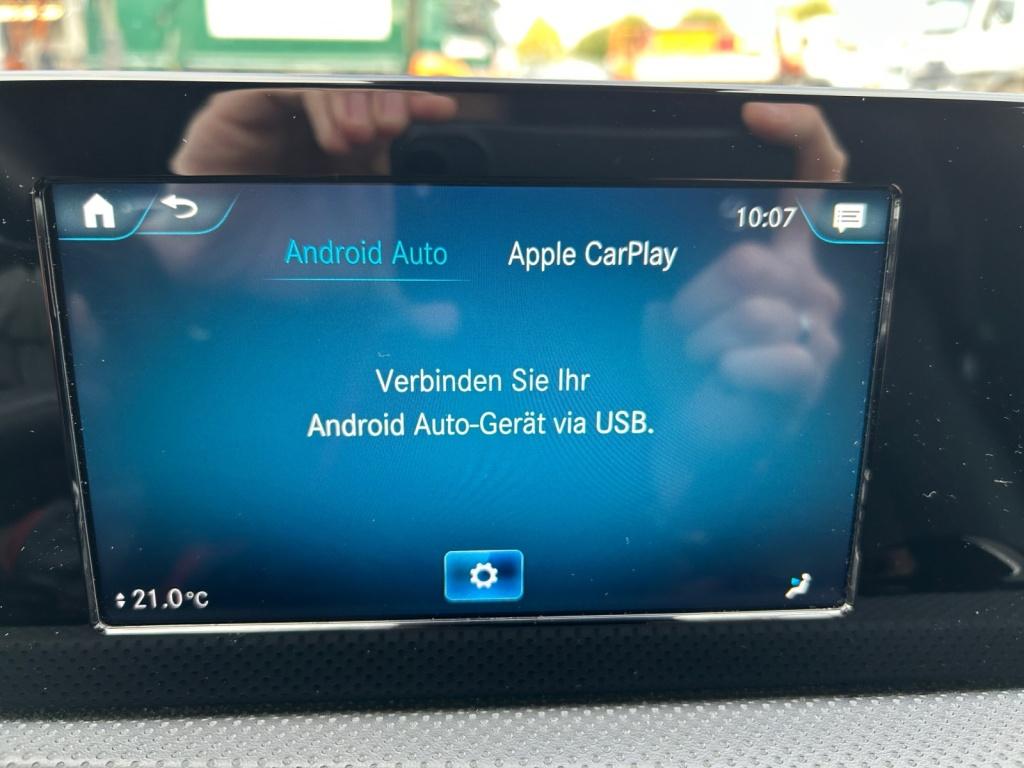 10:07
Android Auto Apple CarPlay
Verbinden Sie Ihr
Android Auto-Gerät via USB.
21.0°C